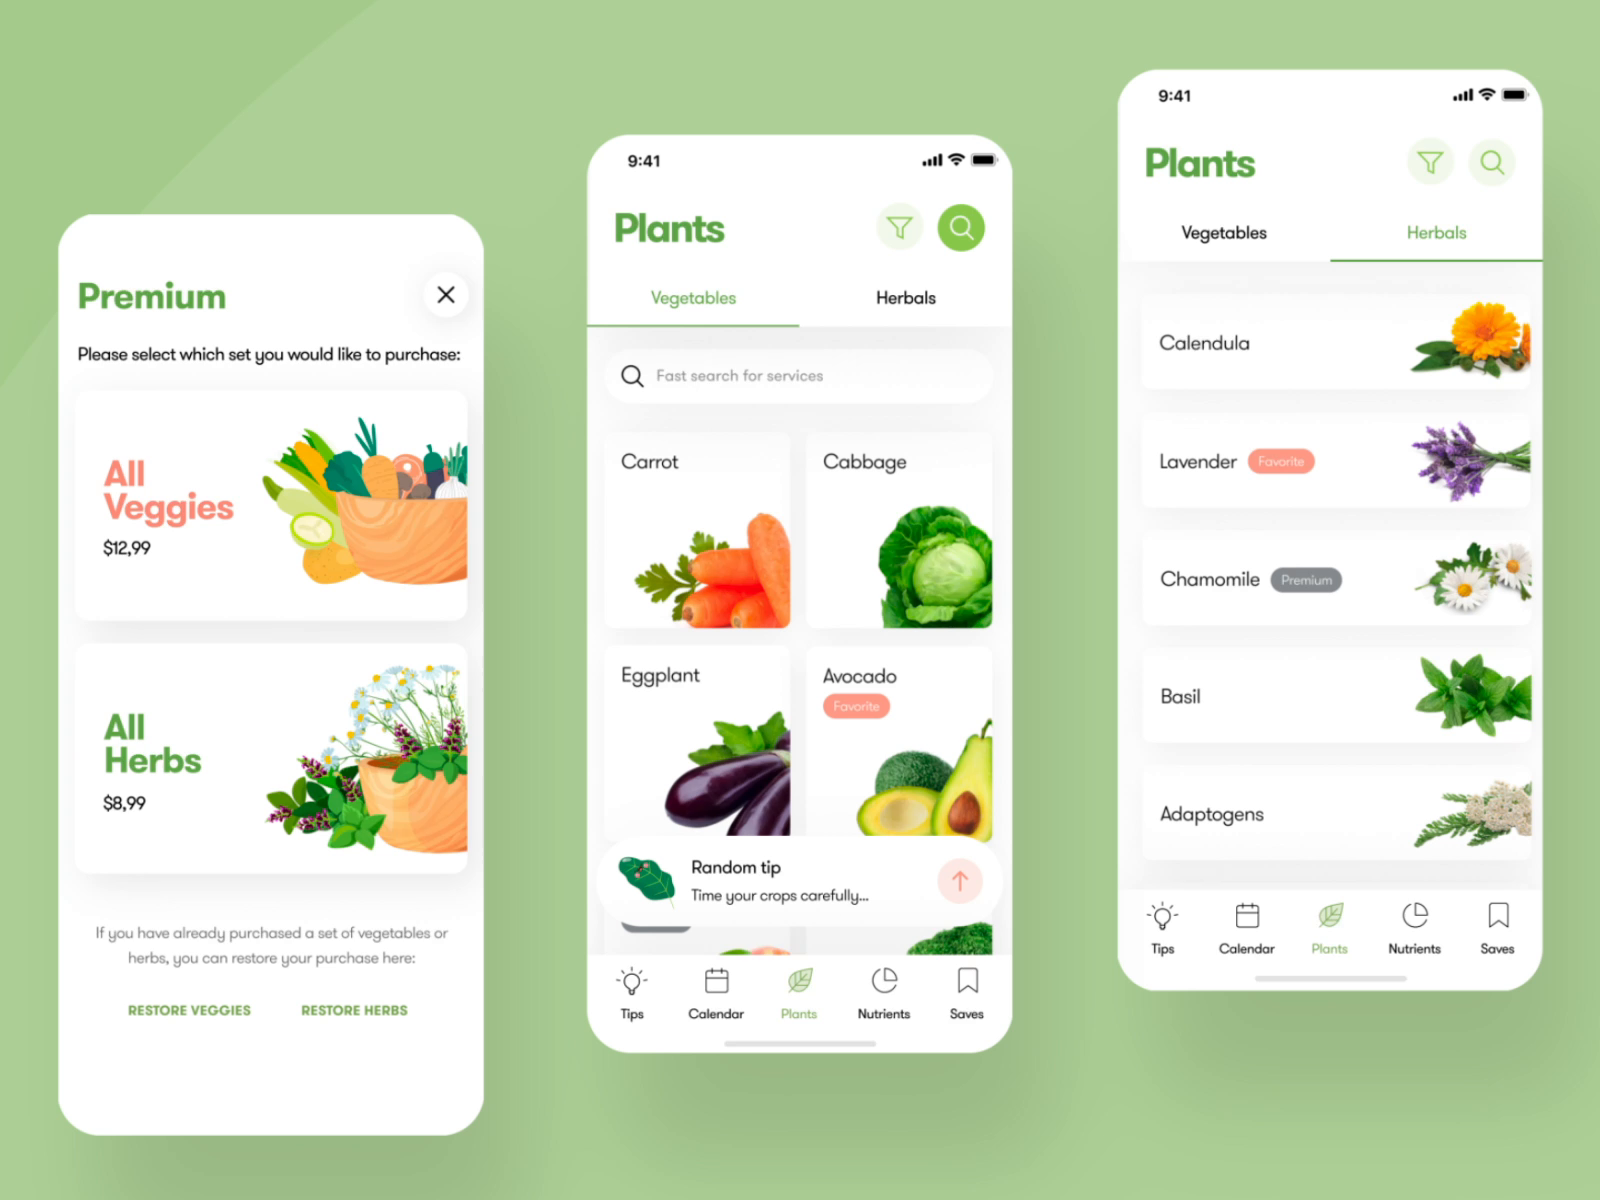 Premium
Please select which set you would like to purchase:
All
Veggies
$12,99
All
Herbs
$8,99
If you have already purchased a set of vegetables or
herbs, you can restore your purchase here:
RESTORE VEGGIES RESTORE HERBS
9:41
Plants
Vegetables Herbals
Fast search for services
Carrot Cabbage
Eggplant Avocado
Favorite
Random tip
Time your crops carefully...
Tips Calendar Plants Nutrients Saves
9:41
Plants
Vegetables Herbals
Calendula
Lavender Favorite
Chamomile Premium
Basil
Adaptogens
Tips Calendar Plants Nutrients Saves